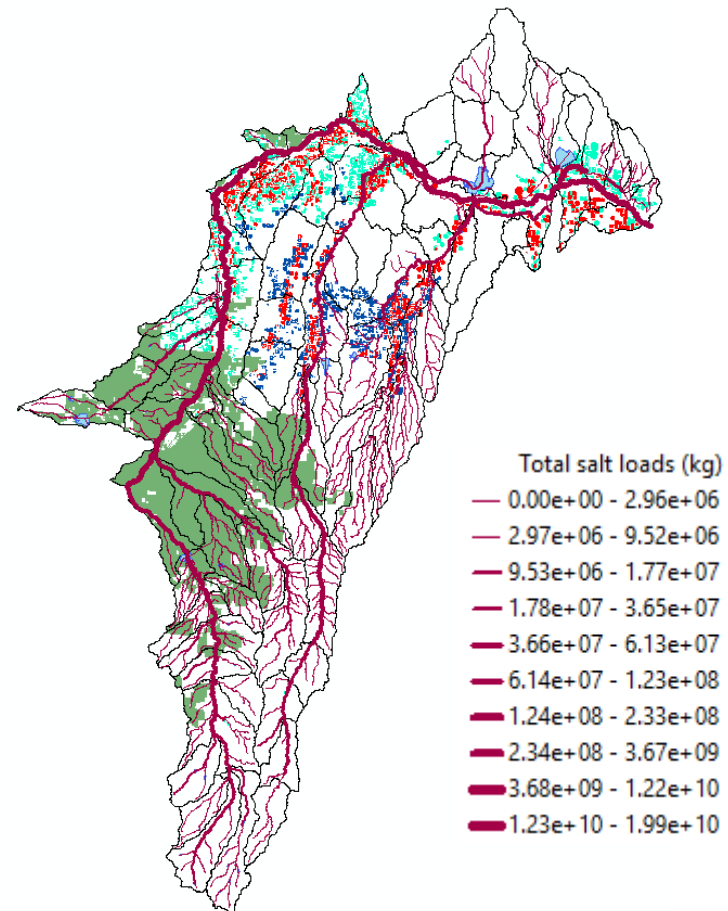 Total salt loads (kg)
0.00e+00 - 2.96e+06
2.97e+06 - 9.52e+06
9.53e+06 - 1.77e+07
1.78e+07 - 3.65e+07
3.66e+07 - 6.13e+07
6.14e+07 - 1.23e+08
1.24e+08 - 2.33e+08
2.34e+08 - 3.67e+09
3.68e+09 - 1.22e+10
1.23e+10 - 1.99e+10